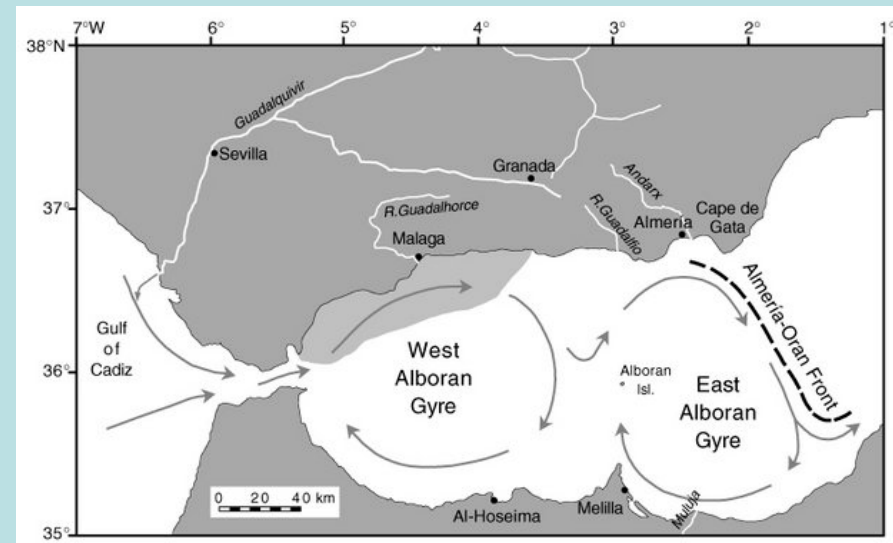 7°W
6°
5°
4°
3°
2°
1°
38°N
37°
36°
35°
Guadalquivir
Sevilla
Granada
R.Guadalhorce
Malaga
R.Guadalfio
Andarx
Almería
Cape de
Gata
Almería-Oran Front
Gulf
of
Cadiz
West
Alboran
Gyre
Alboran
Isl.
East
Alboran
Gyre
0 20 40 km
Al-Hoseima
Melilla
Muluja